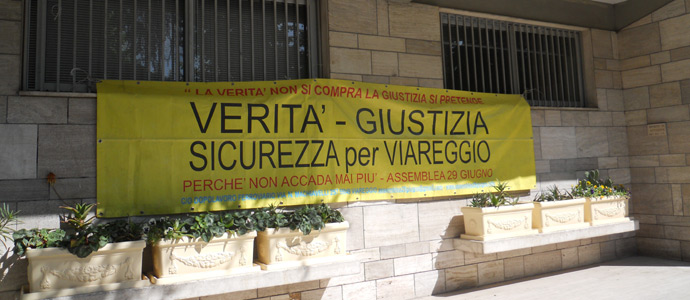 “ LA VERITA’ NON SI COMPRA LA GIUSTIZIA SI PRETENDE
VERITA’ - GIUSTIZIA
SICUREZZA per VIAREGGIO
PERCHE’ NON ACCADA MAI PIU’ - ASSEMBLEA 29 GIUGNO